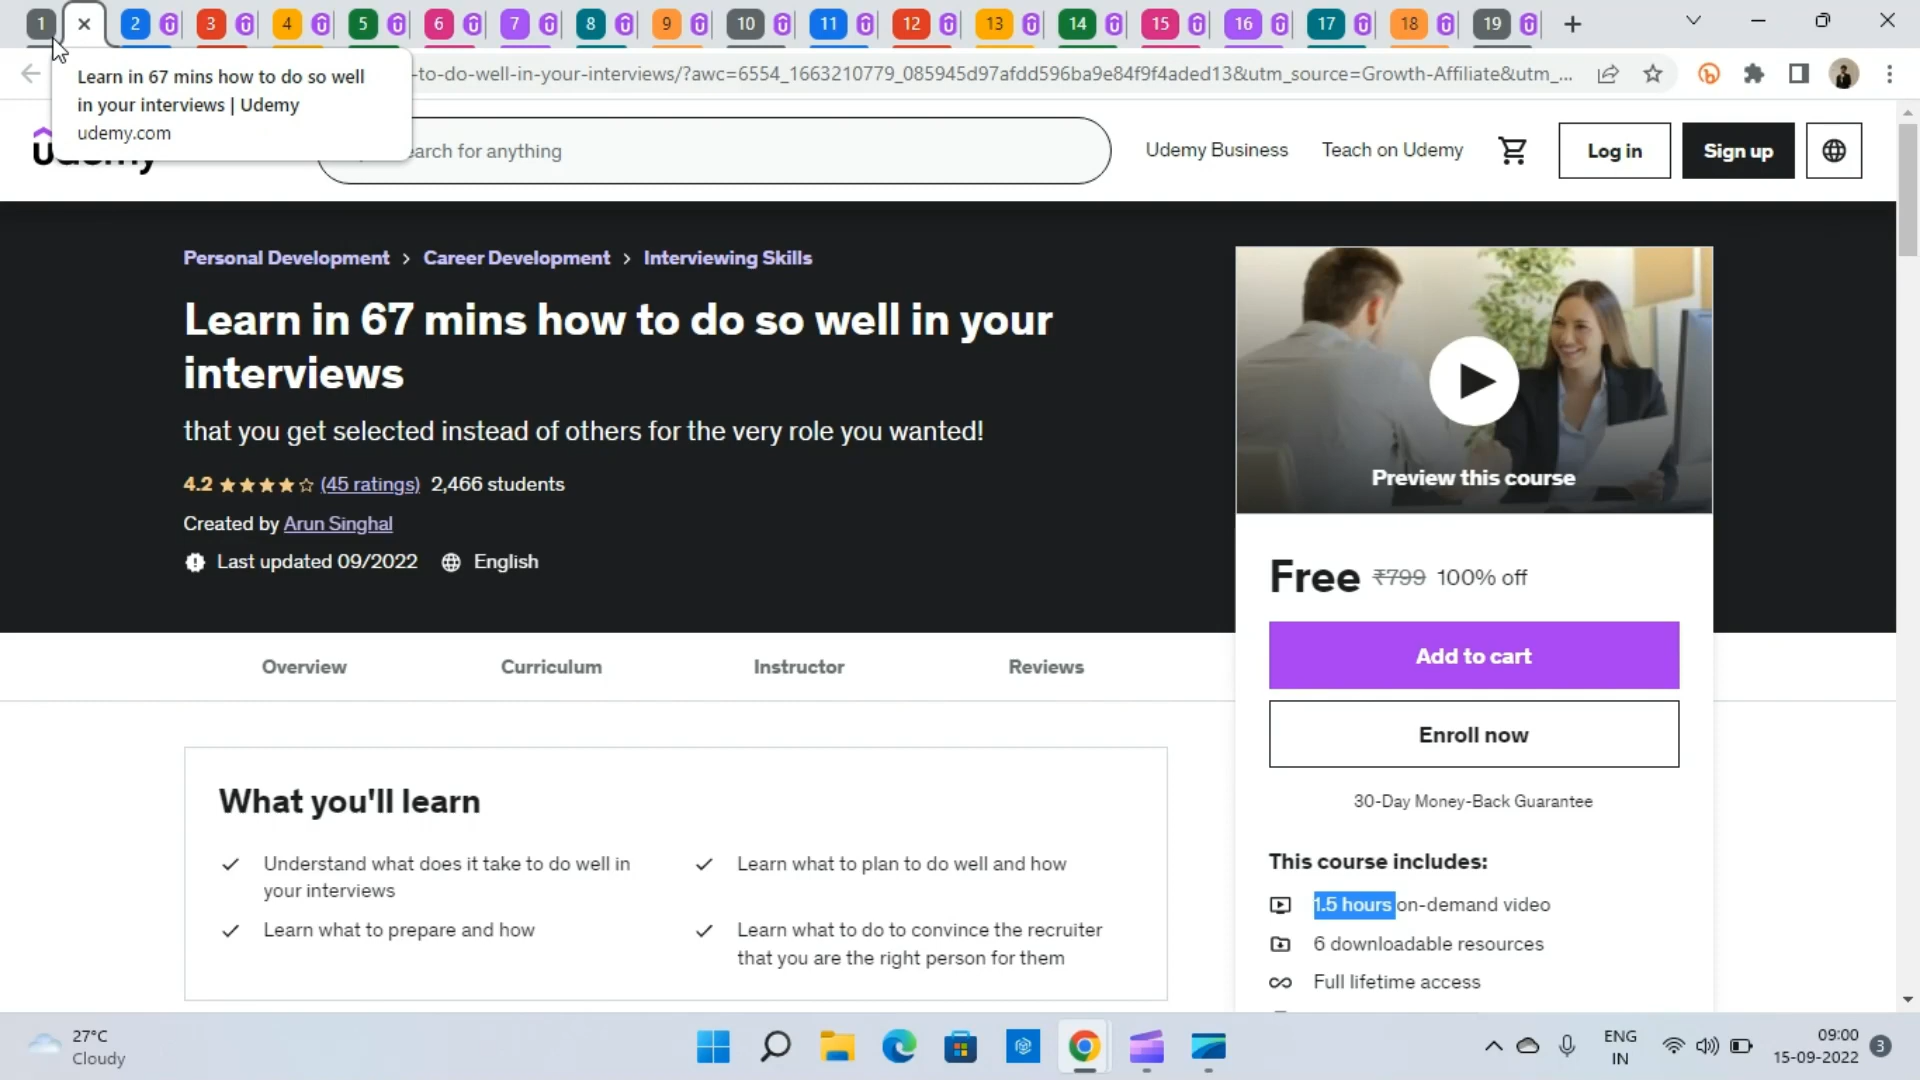 1 2 3 4 5 6 7 8 9 10 11 12 13 14 15 16 17 18 19
Learn in 67 mins how to do so well
in your interviews | Udemy
udemy.com
-to-do-well-in-your-interviews/?awc=6554_1663210779_085945d97afdd596ba9e84f9f4aded13&utm_source=Growth-Affiliate&utm_...
udemy
earch for anything
Udemy Business
Teach on Udemy
Log in
Sign up
Personal Development > Career Development > Interviewing Skills
Learn in 67 mins how to do so well in your
interviews
that you get selected instead of others for the very role you wanted!
4.2 (45 ratings) 2,466 students
Created by Arun Singhal
Last updated 09/2022 English
Preview this course
Free ₹799 100% off
Add to cart
Enroll now
30-Day Money-Back Guarantee
This course includes:
1.5 hours on-demand video
6 downloadable resources
Full lifetime access
Overview Curriculum Instructor Reviews
What you'll learn
Understand what does it take to do well in
your interviews
Learn what to plan to do well and how
Learn what to prepare and how
Learn what to do to convince the recruiter
that you are the right person for them
27°C
Cloudy
ENG
IN
09:00
15-09-2022
3